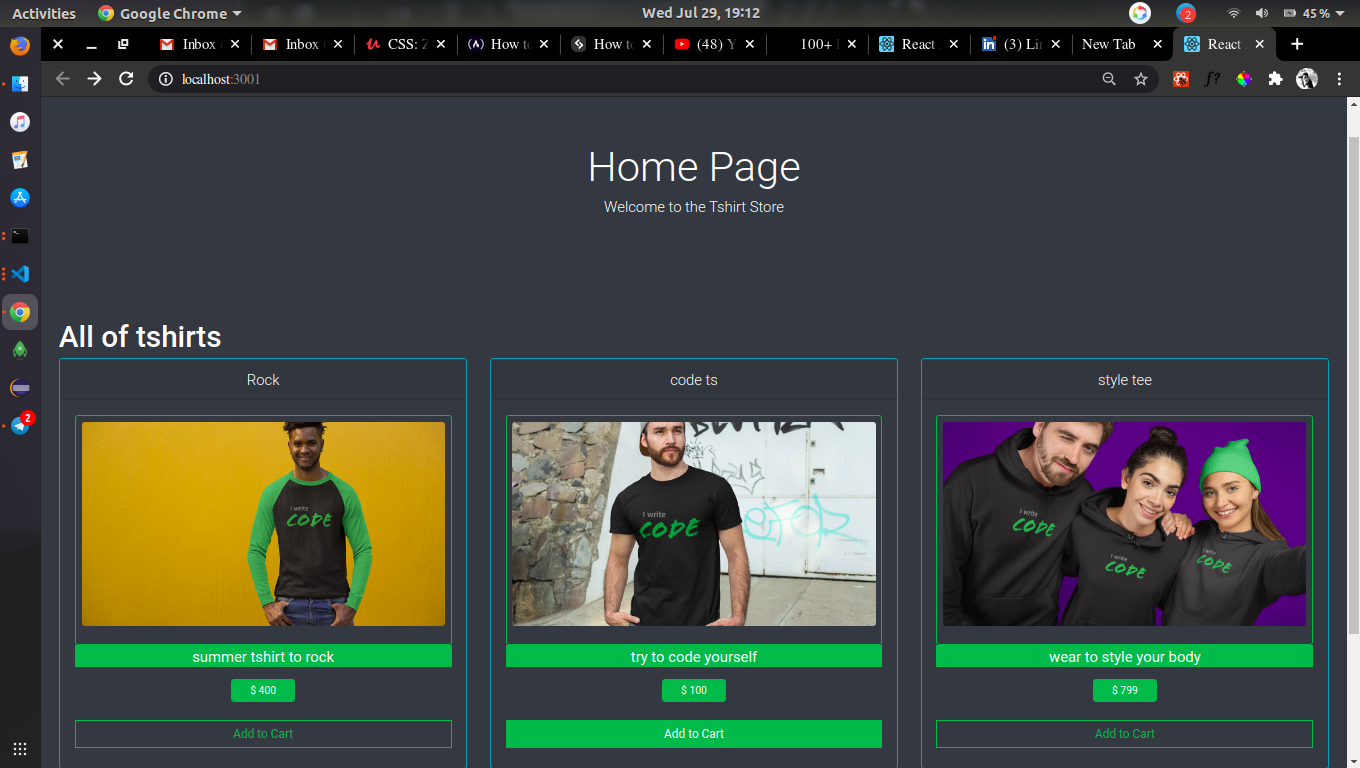 Activities Google Chrome Wed Jul 29, 19:12 2 45 %
Inbox Inbox CSS: How to How to (48) Y 100+ React (3) Li New Tab React
localhost:3001 f?
Home Page
Welcome to the Tshirt Store
2
All of tshirts
Rock code ts style tee
I write CODE I write CODE I write CODE I write CODE I write CODE
summer tshirt to rock try to code yourself wear to style your body
$ 400 $ 100 $ 799
Add to Cart Add to Cart Add to Cart